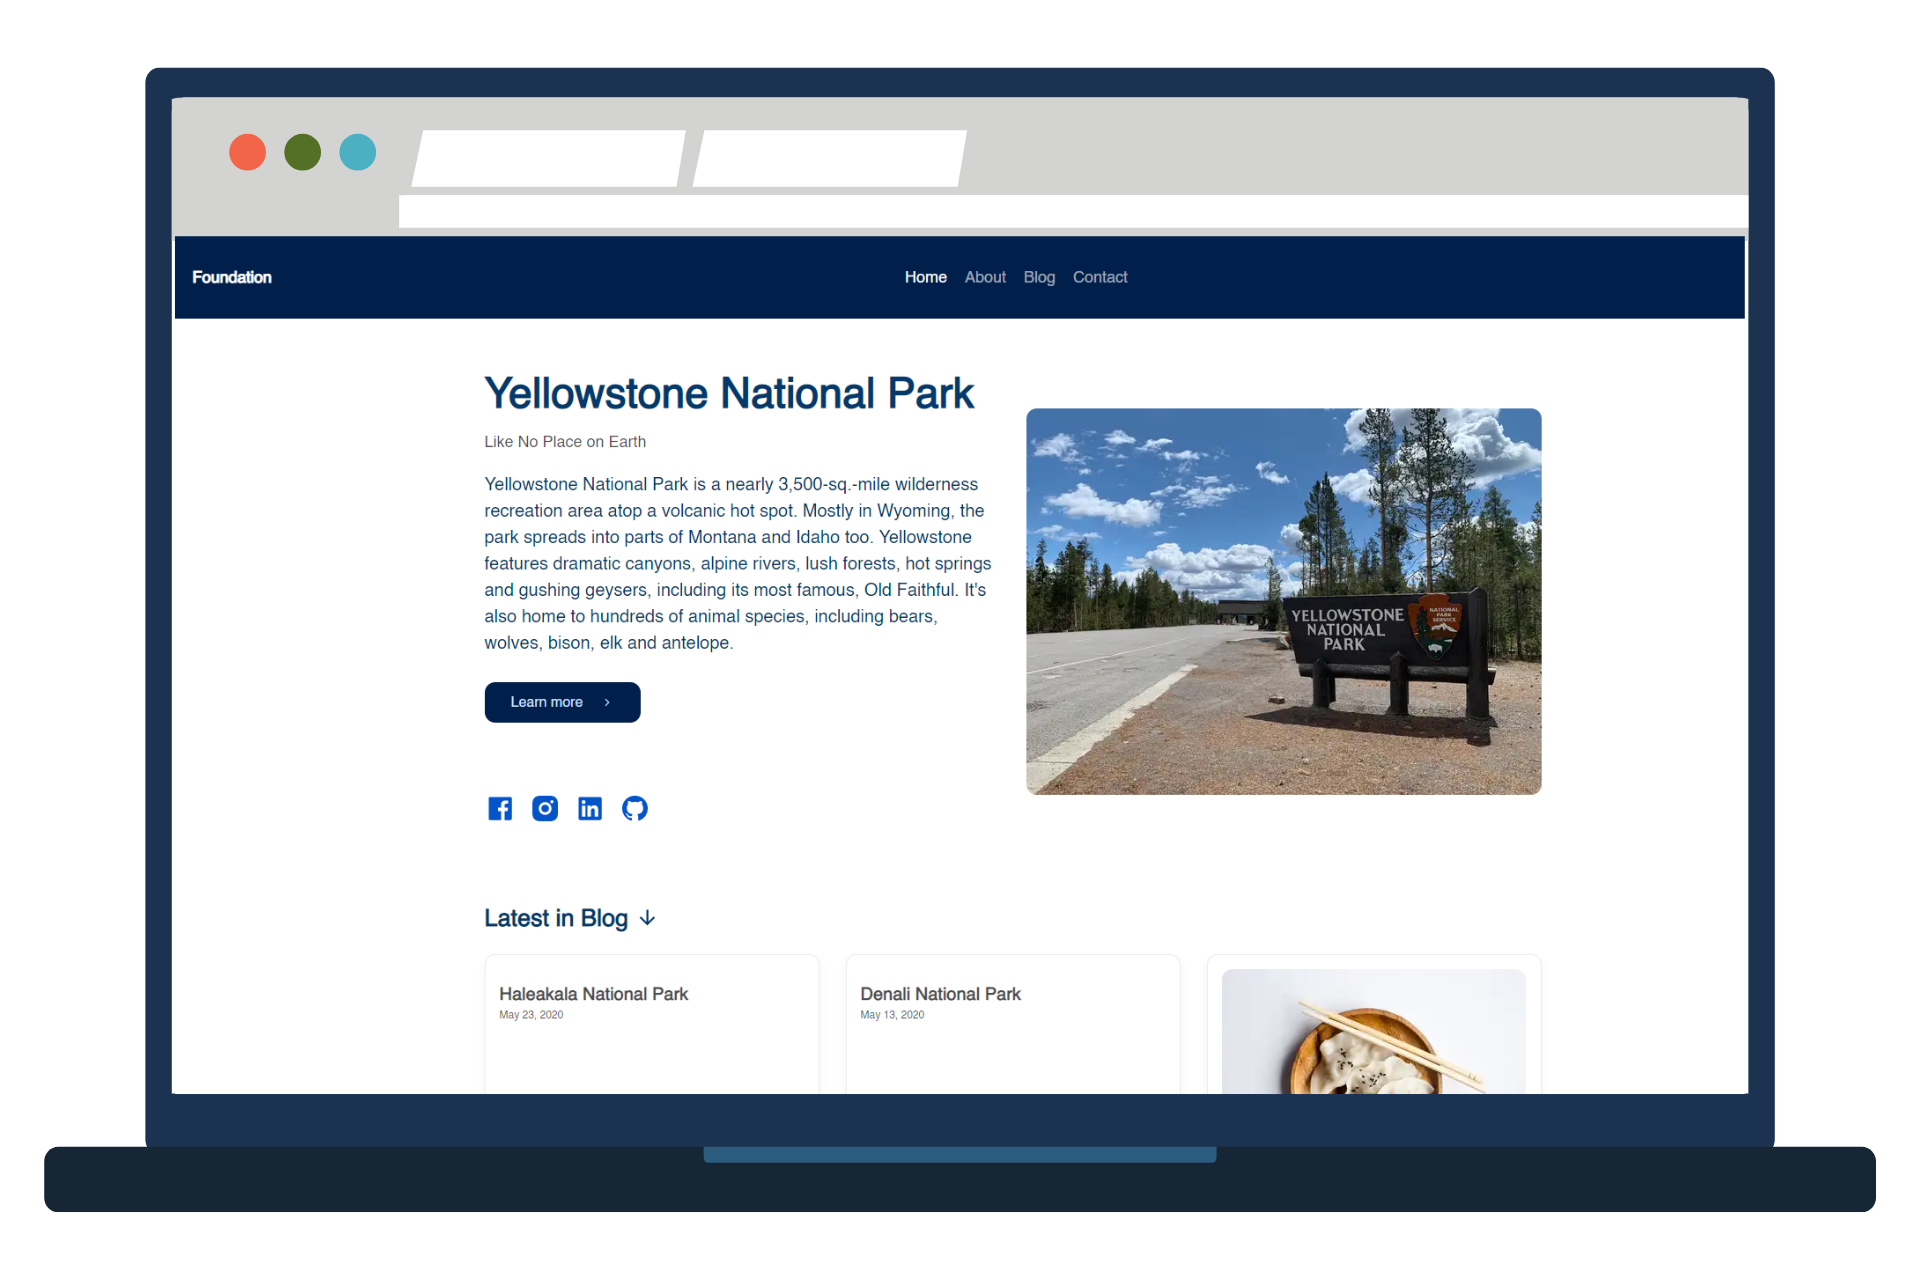 Foundation
Home About Blog Contact
Yellowstone National Park
Like No Place on Earth
Yellowstone National Park is a nearly 3,500-sq.-mile wilderness
recreation area atop a volcanic hot spot. Mostly in Wyoming, the
park spreads into parts of Montana and Idaho too. Yellowstone
features dramatic canyons, alpine rivers, lush forests, hot springs
and gushing geysers, including its most famous, Old Faithful. It's
also home to hundreds of animal species, including bears,
wolves, bison, elk and antelope.
Learn more
YELLOWSTONE
NATIONAL
PARK
NATIONAL
PARK
SERVICE
Latest in Blog
Haleakala National Park
May 23, 2020
Denali National Park
May 13, 2020